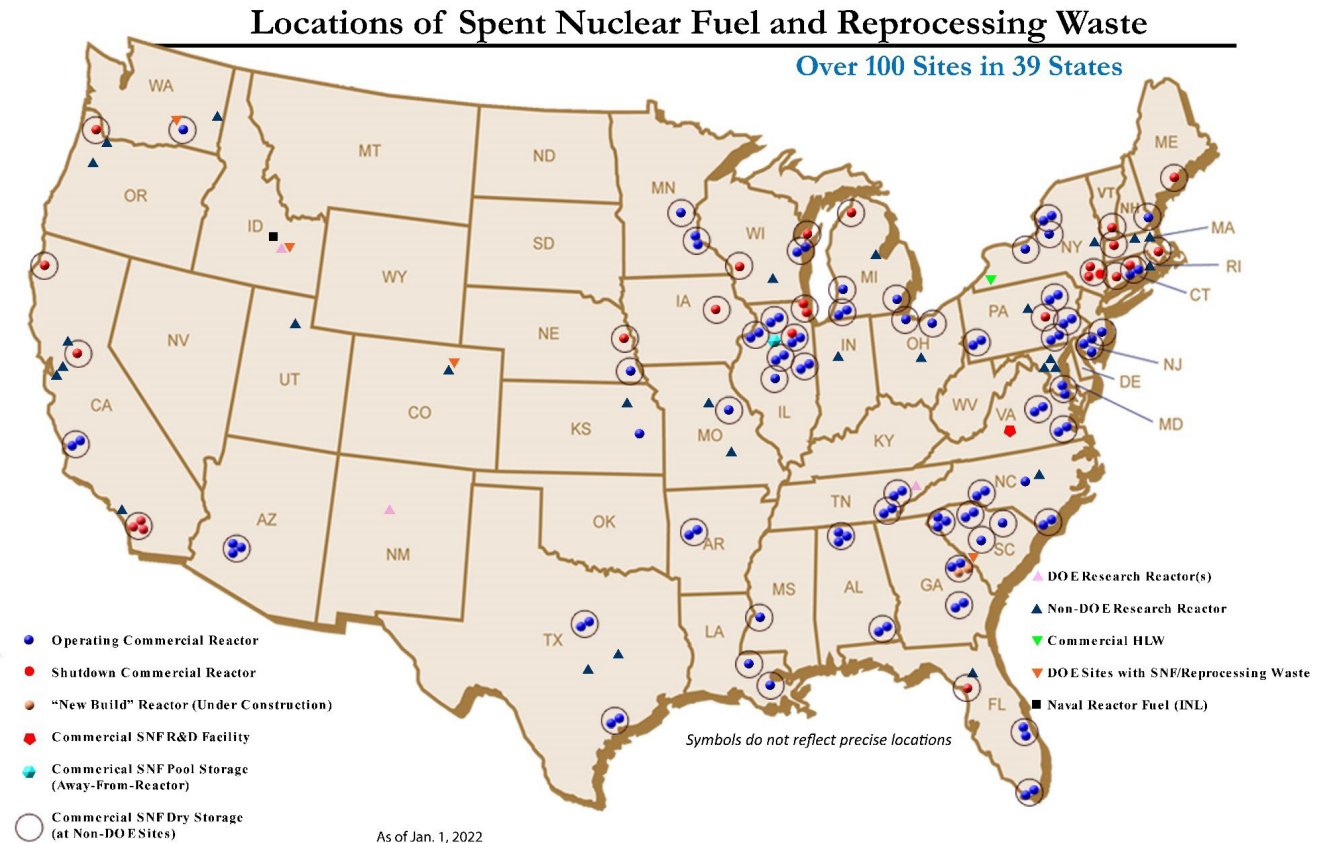 Locations of Spent Nuclear Fuel and Reprocessing Waste
Over 100 Sites in 39 States
WA
MT
ND
MN
ME
OR
ID
SD
WI
MI
VT
NH
NY
MA
RI
CT
WY
IA
NE
PA
NJ
DE
MD
NV
UT
CO
KS
MO
IL
IN
OH
WV
VA
KY
CA
AZ
NM
OK
AR
TN
NC
SC
MS
AL
GA
TX
LA
FL
Operating Commercial Reactor
Shutdown Commercial Reactor
“New Build” Reactor (Under Construction)
Commercial SNF R&D Facility
Commerical SNF Pool Storage
(Away-From-Reactor)
Commercial SNF Dry Storage
(at Non-DOE Sites)
DOE Research Reactor(s)
Non-DOE Research Reactor
Commercial HLW
DOE Sites with SNF/Reprocessing Waste
Naval Reactor Fuel (INL)
Symbols do not reflect precise locations
As of Jan. 1, 2022